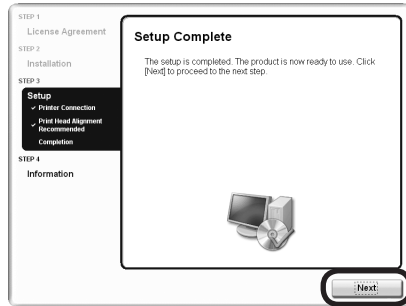 STEP 1
License Agreement
STEP 2
Installation
STEP 3
Setup
Printer Connection
Print Head Alignment
Recommended
Completion
STEP 4
Information
Setup Complete
The setup is completed. The product is now ready to use. Click
[Next] to proceed to the next step.
Next